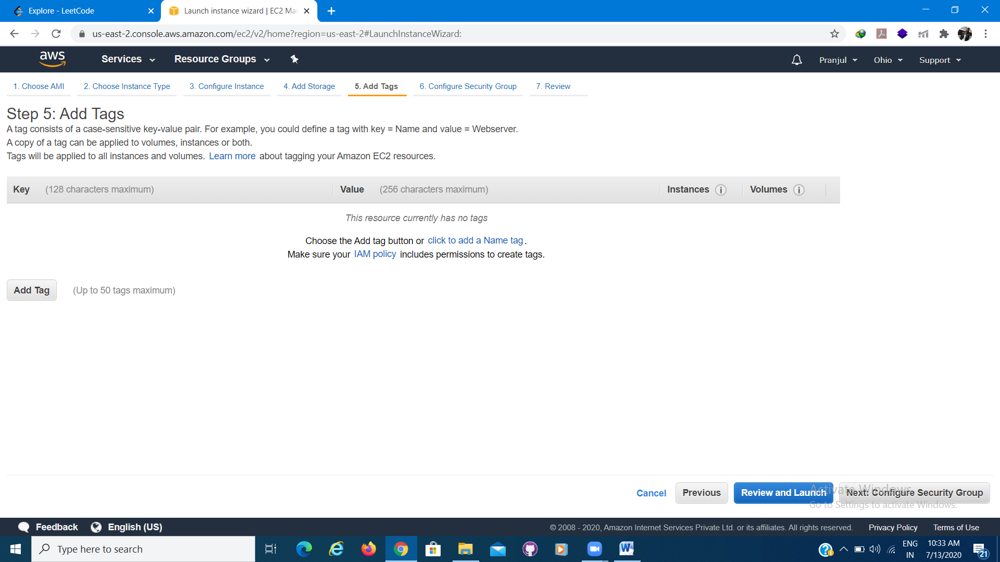 Explore - LeetCode
Launch instance wizard | EC2 Ma
us-east-2.console.aws.amazon.com/ec2/v2/home?region=us-east-2#LaunchInstanceWizard:
aws
Services
Resource Groups
Pranjul
Ohio
Support
1. Choose AMI
2. Choose Instance Type
3. Configure Instance
4. Add Storage
5. Add Tags
6. Configure Security Group
7. Review
Step 5: Add Tags
A tag consists of a case-sensitive key-value pair. For example, you could define a tag with key = Name and value = Webserver.
A copy of a tag can be applied to volumes, instances or both.
Tags will be applied to all instances and volumes. Learn more about tagging your Amazon EC2 resources.
Key (128 characters maximum)
Value (256 characters maximum)
Instances
Volumes
This resource currently has no tags
Choose the Add tag button or click to add a Name tag.
Make sure your IAM policy includes permissions to create tags.
Add Tag
(Up to 50 tags maximum)
Cancel
Previous
Review and Launch
Next: Configure Security Group
Activate Windows
Go to Settings to activate Windows.
Feedback
English (US)
© 2008 - 2020, Amazon Internet Services Private Ltd. or its affiliates. All rights reserved.
Privacy Policy
Terms of Use
Type here to search
ENG
IN
10:33 AM
7/13/2020
21